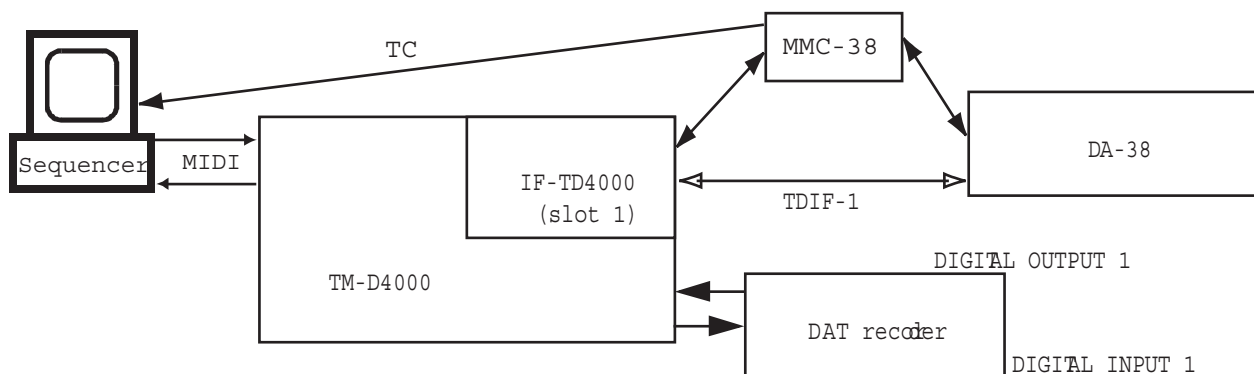 TC
MMC-38
Sequencer
MIDI
IF-TD4000
(slot 1)
DA-38
TDIF-1
TM-D4000
DIGITAL OUTPUT 1
DAT recorder
DIGITAL INPUT 1